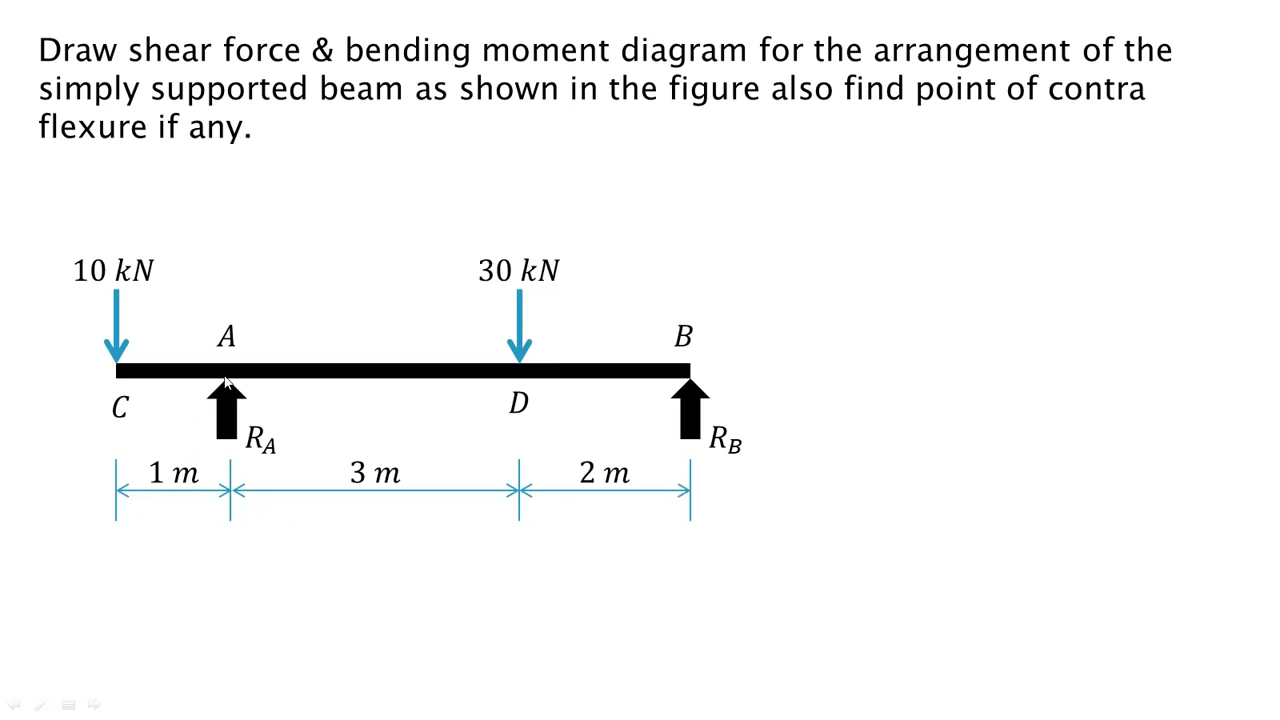 Draw shear force & bending moment diagram for the arrangement of the
simply supported beam as shown in the figure also find point of contra
flexure if any.
10 kN
30 kN
A
B
C
D
R_A
R_B
1 m
3 m
2 m